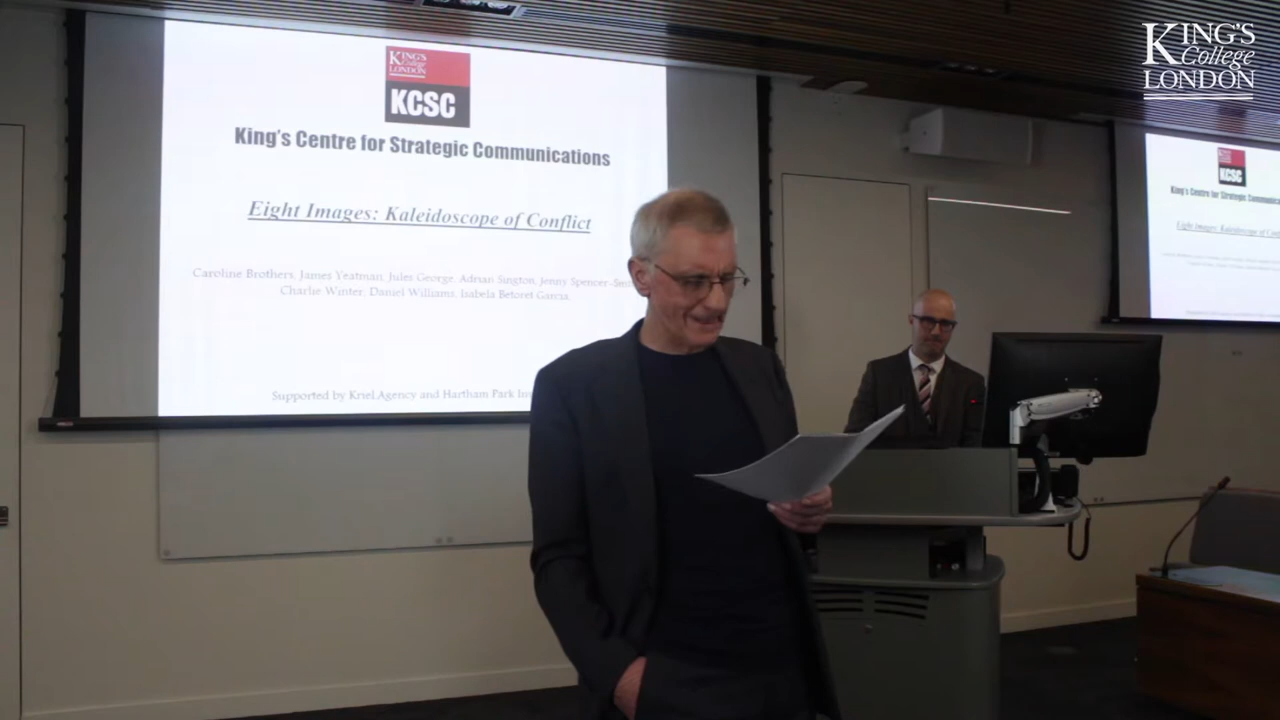 KING'S
College
LONDON
KCSC
King's Centre for Strategic Communications
Eight Images: Kaleidoscope of Conflict
Caroline Brothers, James Yeatman, Jules George, Adrian Sington, Jenny Spencer-Smi
Charlie Winter, Daniel Williams, Isabela Betoret Garcia.
Supported by Kriel.Agency and Hartham Park
KING'S
College
LONDON
KCSC
King's Centre for Strategic
Eight Images: Kaleidoscope of